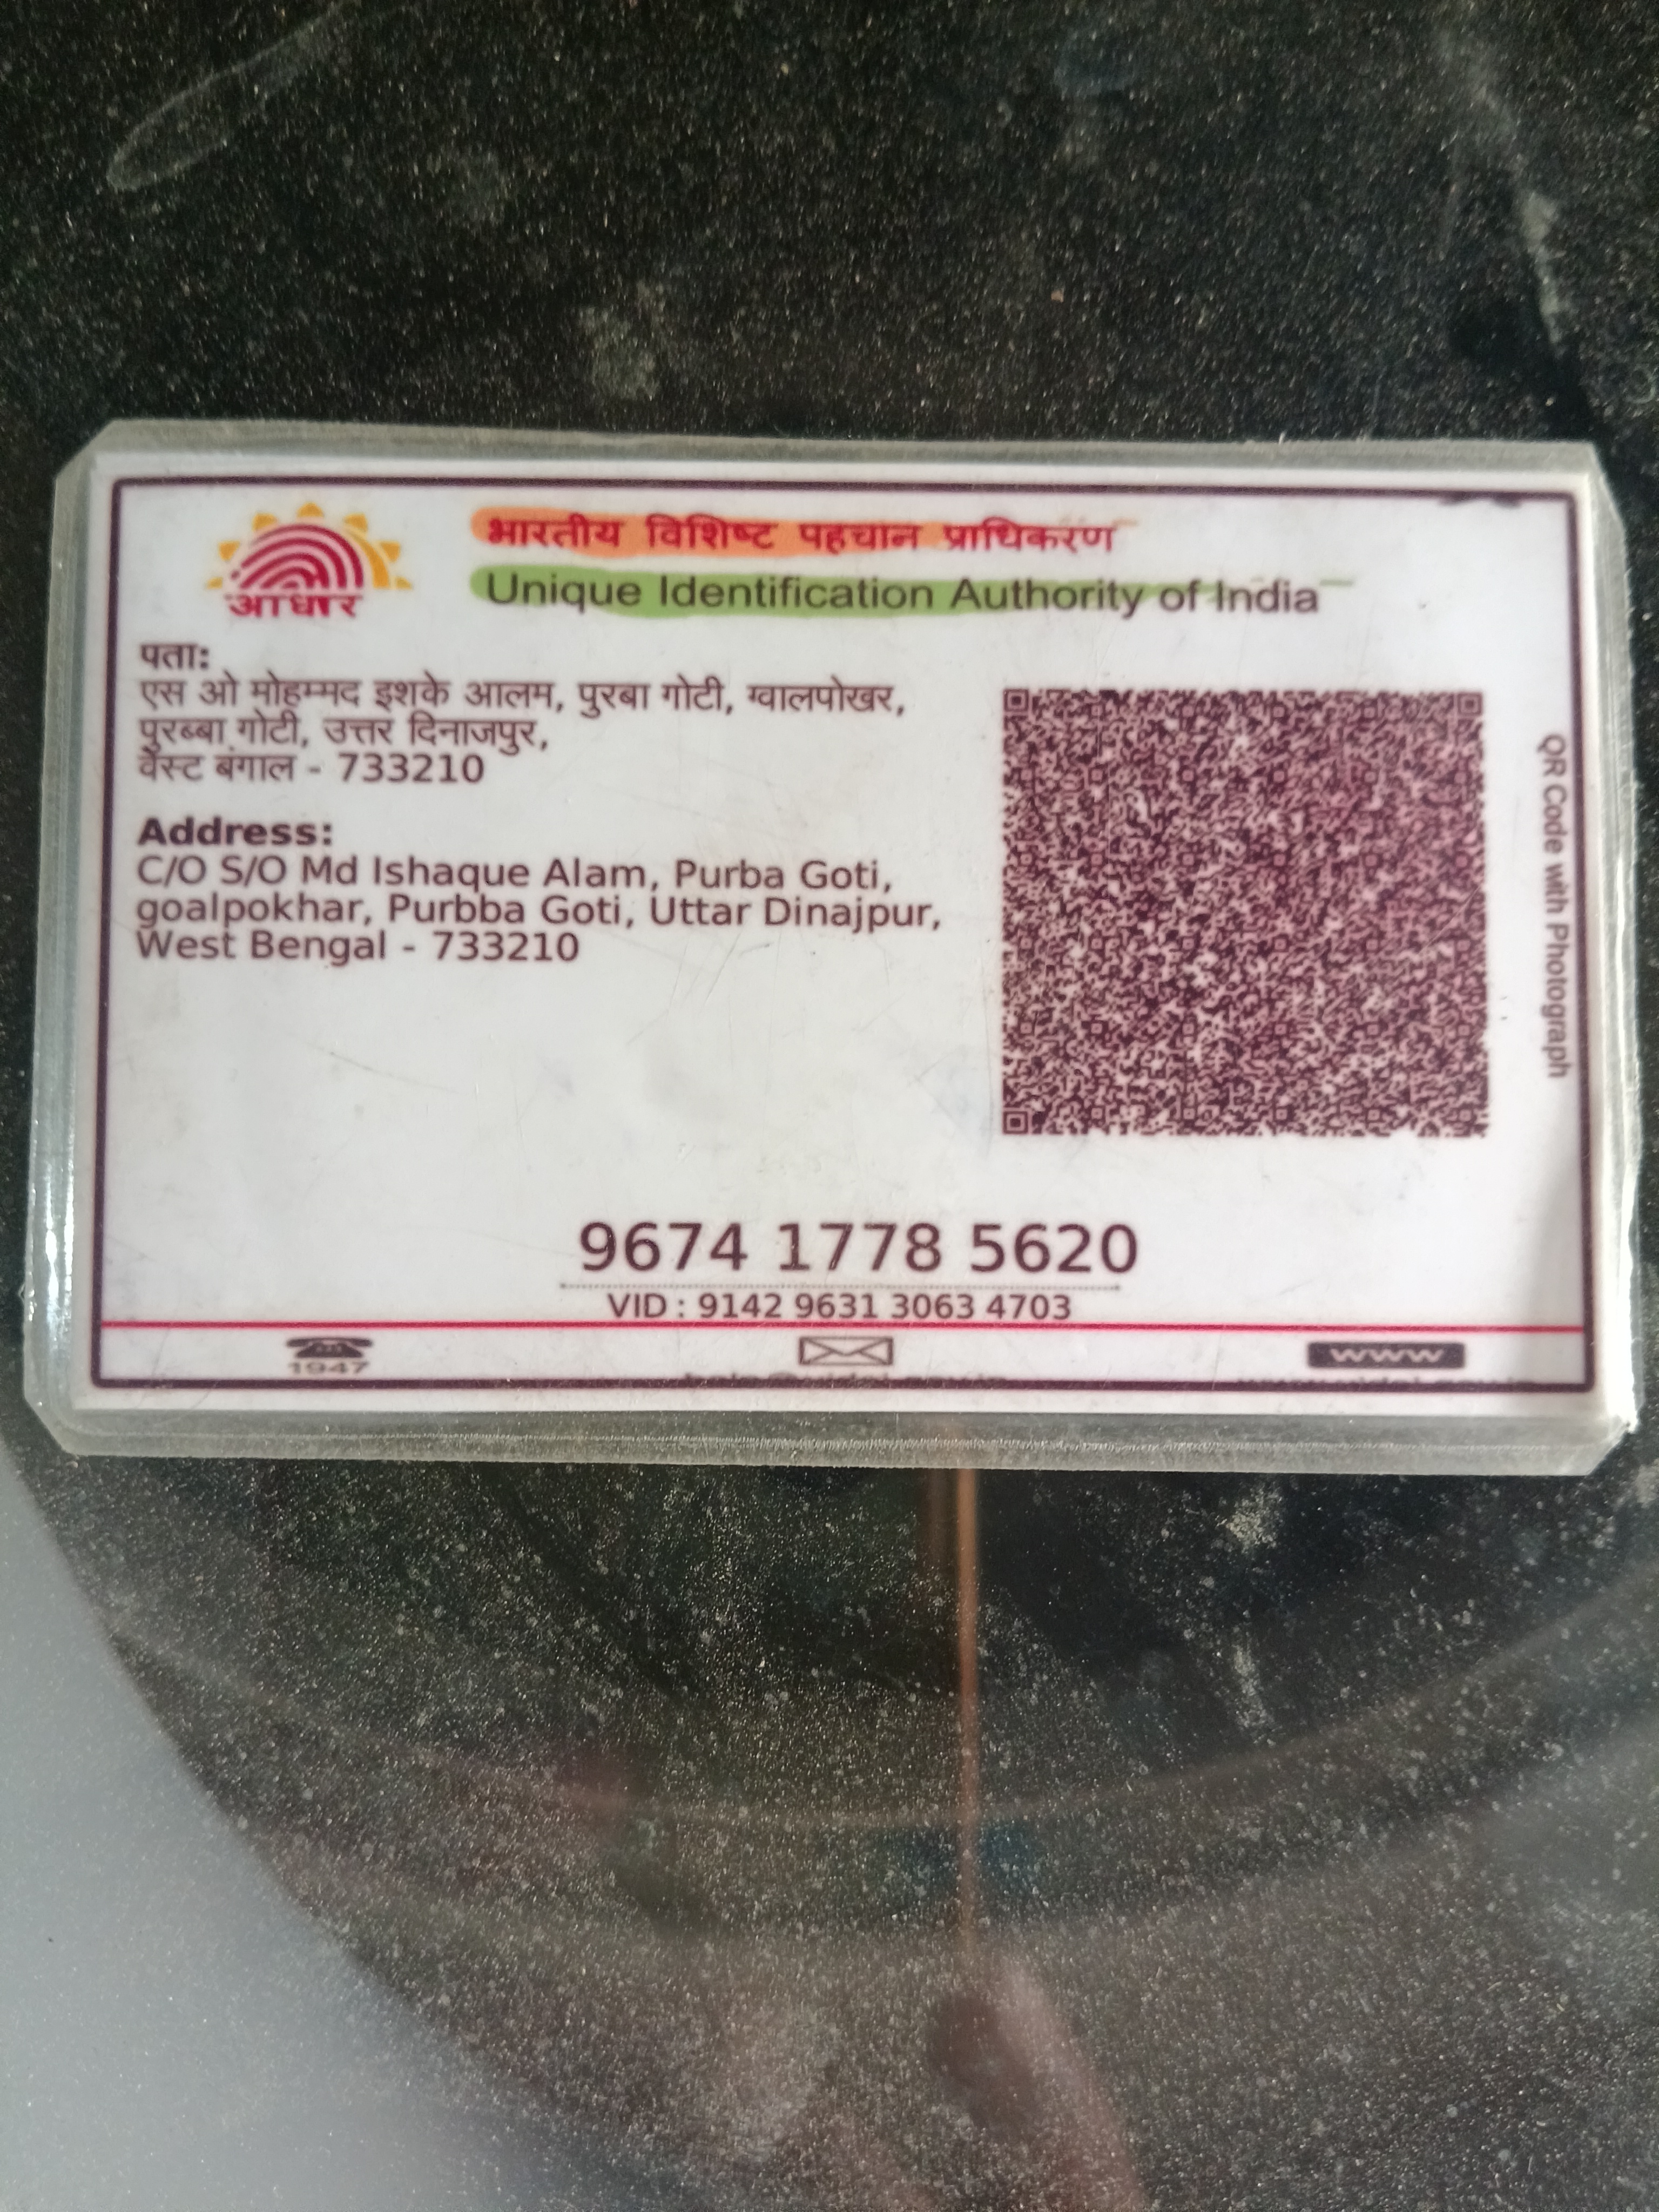 आधार
भारतीय विशिष्ट पहचान प्राधिकरण
Unique Identification Authority of India
पता:
एस ओ मोहम्मद इशके आलम, पुरबा गोटी, ग्वालपोखर,
पुरब्बा गोटी, उत्तर दिनाजपुर,
वेस्ट बंगाल - 733210
Address:
C/O S/O Md Ishaque Alam, Purba Goti,
goalpokhar, Purbba Goti, Uttar Dinajpur,
West Bengal - 733210
QR Code with Photograph
9674 1778 5620
VID : 9142 9631 3063 4703
1947
www